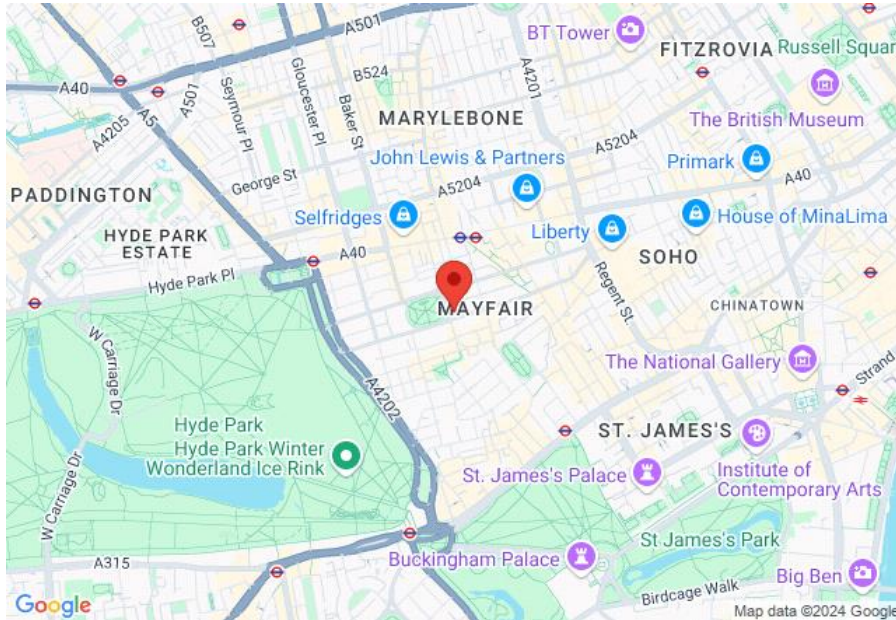 A501
B507
BT Tower
FITZROVIA
Russell Squar
A501
Gloucester Pl
B524
A4201
A40
A501
Seymour Pl
Baker St
MARYLEBONE
The British Museum
A5
A4205
John Lewis & Partners
A5204
Primark
George St
A5204
A40
PADDINGTON
Selfridges
House of MinaLima
HYDE PARK
ESTATE
Liberty
SOHO
A40
Hyde Park Pl
Regent St.
MAYFAIR
CHINATOWN
W Carriage Dr
The National Gallery
Strand
A4202
Hyde Park
Hyde Park Winter
Wonderland Ice Rink
ST. JAMES'S
St. James's Palace
Institute of
Contemporary Arts
W Carriage Dr
St James's Park
A315
Buckingham Palace
Birdcage Walk
Big Ben
Google
Map data ©2024 Google